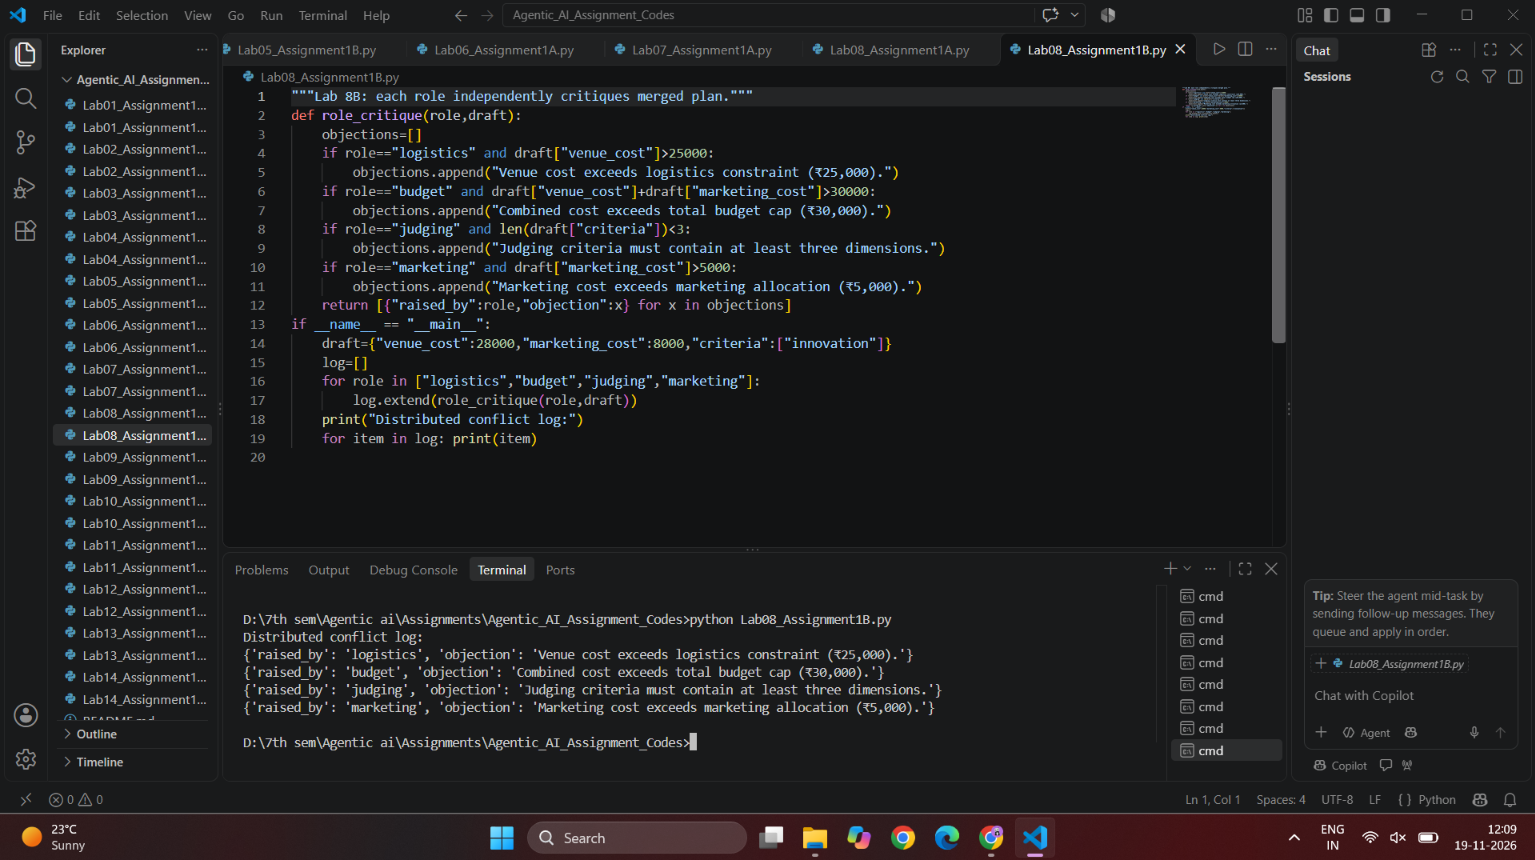 File Edit Selection View Go Run Terminal Help
Agentic_AI_Assignment_Codes
Explorer
Agentic_AI_Assignmen...
Lab01_Assignment1...
Lab01_Assignment1...
Lab02_Assignment1...
Lab02_Assignment1...
Lab03_Assignment1...
Lab03_Assignment1...
Lab04_Assignment1...
Lab04_Assignment1...
Lab05_Assignment1...
Lab05_Assignment1...
Lab06_Assignment1...
Lab06_Assignment1...
Lab07_Assignment1...
Lab07_Assignment1...
Lab08_Assignment1...
Lab08_Assignment1...
Lab09_Assignment1...
Lab09_Assignment1...
Lab10_Assignment1...
Lab10_Assignment1...
Lab11_Assignment1...
Lab11_Assignment1...
Lab12_Assignment1...
Lab12_Assignment1...
Lab13_Assignment1...
Lab13_Assignment1...
Lab14_Assignment1...
Lab14_Assignment1...
README.md
Outline
Timeline
Lab05_Assignment1B.py Lab06_Assignment1A.py Lab07_Assignment1A.py Lab08_Assignment1A.py Lab08_Assignment1B.py
Lab08_Assignment1B.py
1 """Lab 8B: each role independently critiques merged plan."""
2 def role_critique(role,draft):
3     objections=[]
4     if role=="logistics" and draft["venue_cost"]>25000:
5         objections.append("Venue cost exceeds logistics constraint (₹25,000).")
6     if role=="budget" and draft["venue_cost"]+draft["marketing_cost"]>30000:
7         objections.append("Combined cost exceeds total budget cap (₹30,000).")
8     if role=="judging" and len(draft["criteria"])<3:
9         objections.append("Judging criteria must contain at least three dimensions.")
10     if role=="marketing" and draft["marketing_cost"]>5000:
11         objections.append("Marketing cost exceeds marketing allocation (₹5,000).")
12     return [{"raised_by":role,"objection":x} for x in objections]
13 if __name__ == "__main__":
14     draft={"venue_cost":28000,"marketing_cost":8000,"criteria":["innovation"]}
15     log=[]
16     for role in ["logistics","budget","judging","marketing"]:
17         log.extend(role_critique(role,draft))
18     print("Distributed conflict log:")
19     for item in log: print(item)
20
Problems Output Debug Console Terminal Ports
D:\7th sem\Agentic ai\Assignments\Agentic_AI_Assignment_Codes>python Lab08_Assignment1B.py
Distributed conflict log:
{'raised_by': 'logistics', 'objection': 'Venue cost exceeds logistics constraint (₹25,000).'}
{'raised_by': 'budget', 'objection': 'Combined cost exceeds total budget cap (₹30,000).'}
{'raised_by': 'judging', 'objection': 'Judging criteria must contain at least three dimensions.'}
{'raised_by': 'marketing', 'objection': 'Marketing cost exceeds marketing allocation (₹5,000).'}
D:\7th sem\Agentic ai\Assignments\Agentic_AI_Assignment_Codes>
cmd
cmd
cmd
cmd
cmd
cmd
cmd
cmd
Chat
Sessions
Tip: Steer the agent mid-task by
sending follow-up messages. They
queue and apply in order.
Lab08_Assignment1B.py
Chat with Copilot
Agent
Copilot
0 0
Ln 1, Col 1 Spaces: 4 UTF-8 LF { } Python
23°C
Sunny
Search
ENG
IN
12:09
19-11-2026